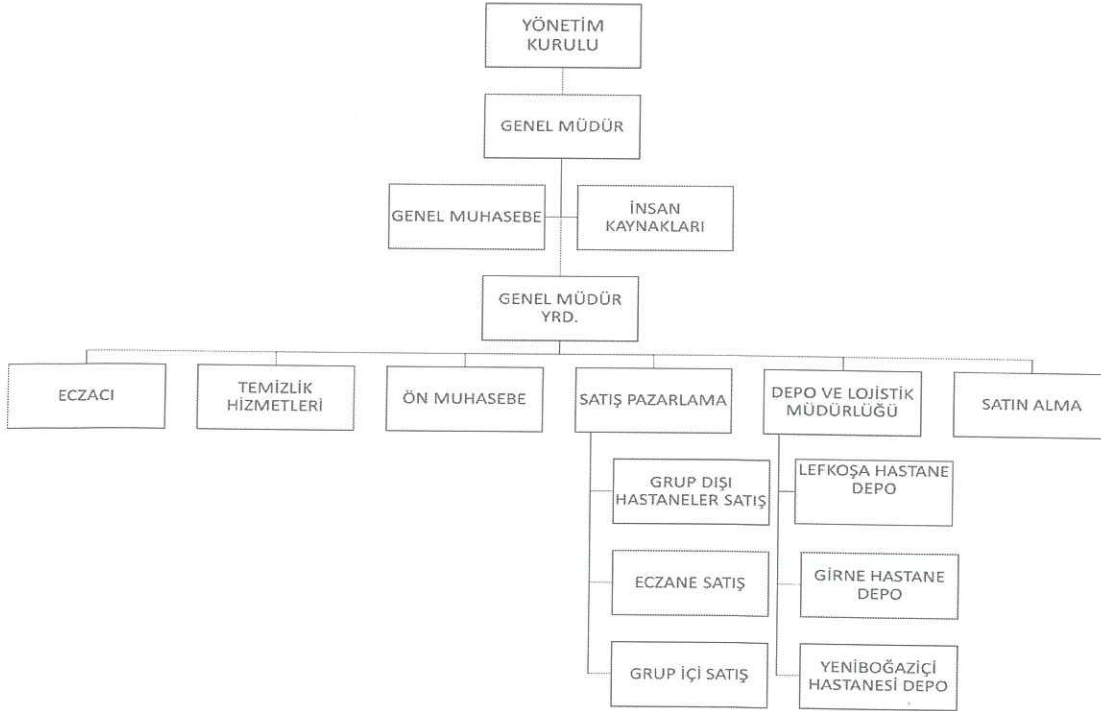 YÖNETİM
KURULU
GENEL MÜDÜR
GENEL MUHASEBE
İNSAN
KAYNAKLARI
GENEL MÜDÜR
YRD.
ECZACI
TEMİZLİK
HİZMETLERİ
ÖN MUHASEBE
SATIŞ PAZARLAMA
DEPO VE LOJİSTİK
MÜDÜRLÜĞÜ
SATIN ALMA
GRUP DIŞI
HASTANELER SATIŞ
LEFKOŞA HASTANE
DEPO
ECZANE SATIŞ
GİRNE HASTANE
DEPO
GRUP İÇİ SATIŞ
YENİBOĞAZİÇİ
HASTANESİ DEPO